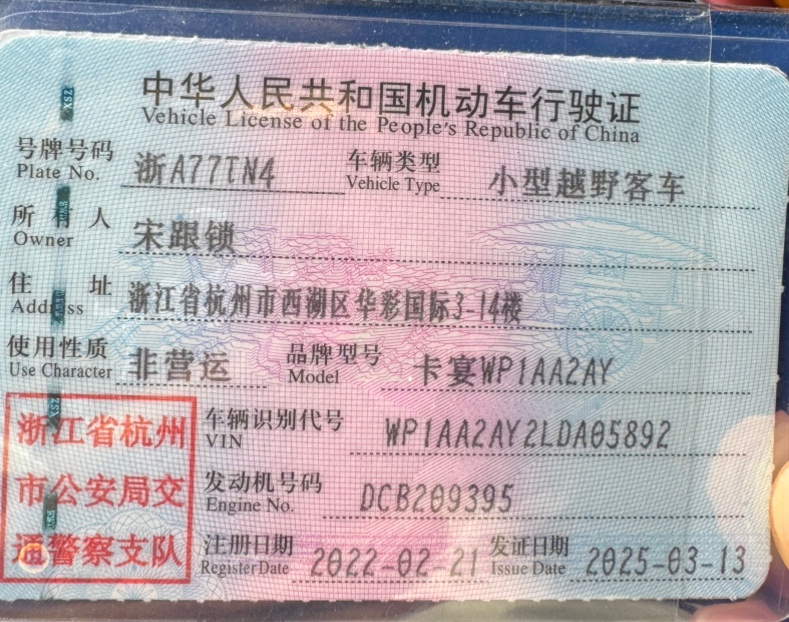 中华人民共和国机动车行驶证
Vehicle License of the People's Republic of China
号牌号码 浙A77TN4 车辆类型 小型越野客车
Plate No. Vehicle Type
所有人 宋跟锁
Owner
住址 浙江省杭州市西湖区华彩国际3-14楼
Address
使用性质 非营运 品牌型号 卡宴WP1AA2AY
Use Character Model
浙江省杭州
市公安局交
通警察支队
车辆识别代号 WP1AA2AY2LDA05892
VIN
发动机号码 DCB209395
Engine No.
注册日期 2022-02-21 发证日期 2025-03-13
Register Date Issue Date